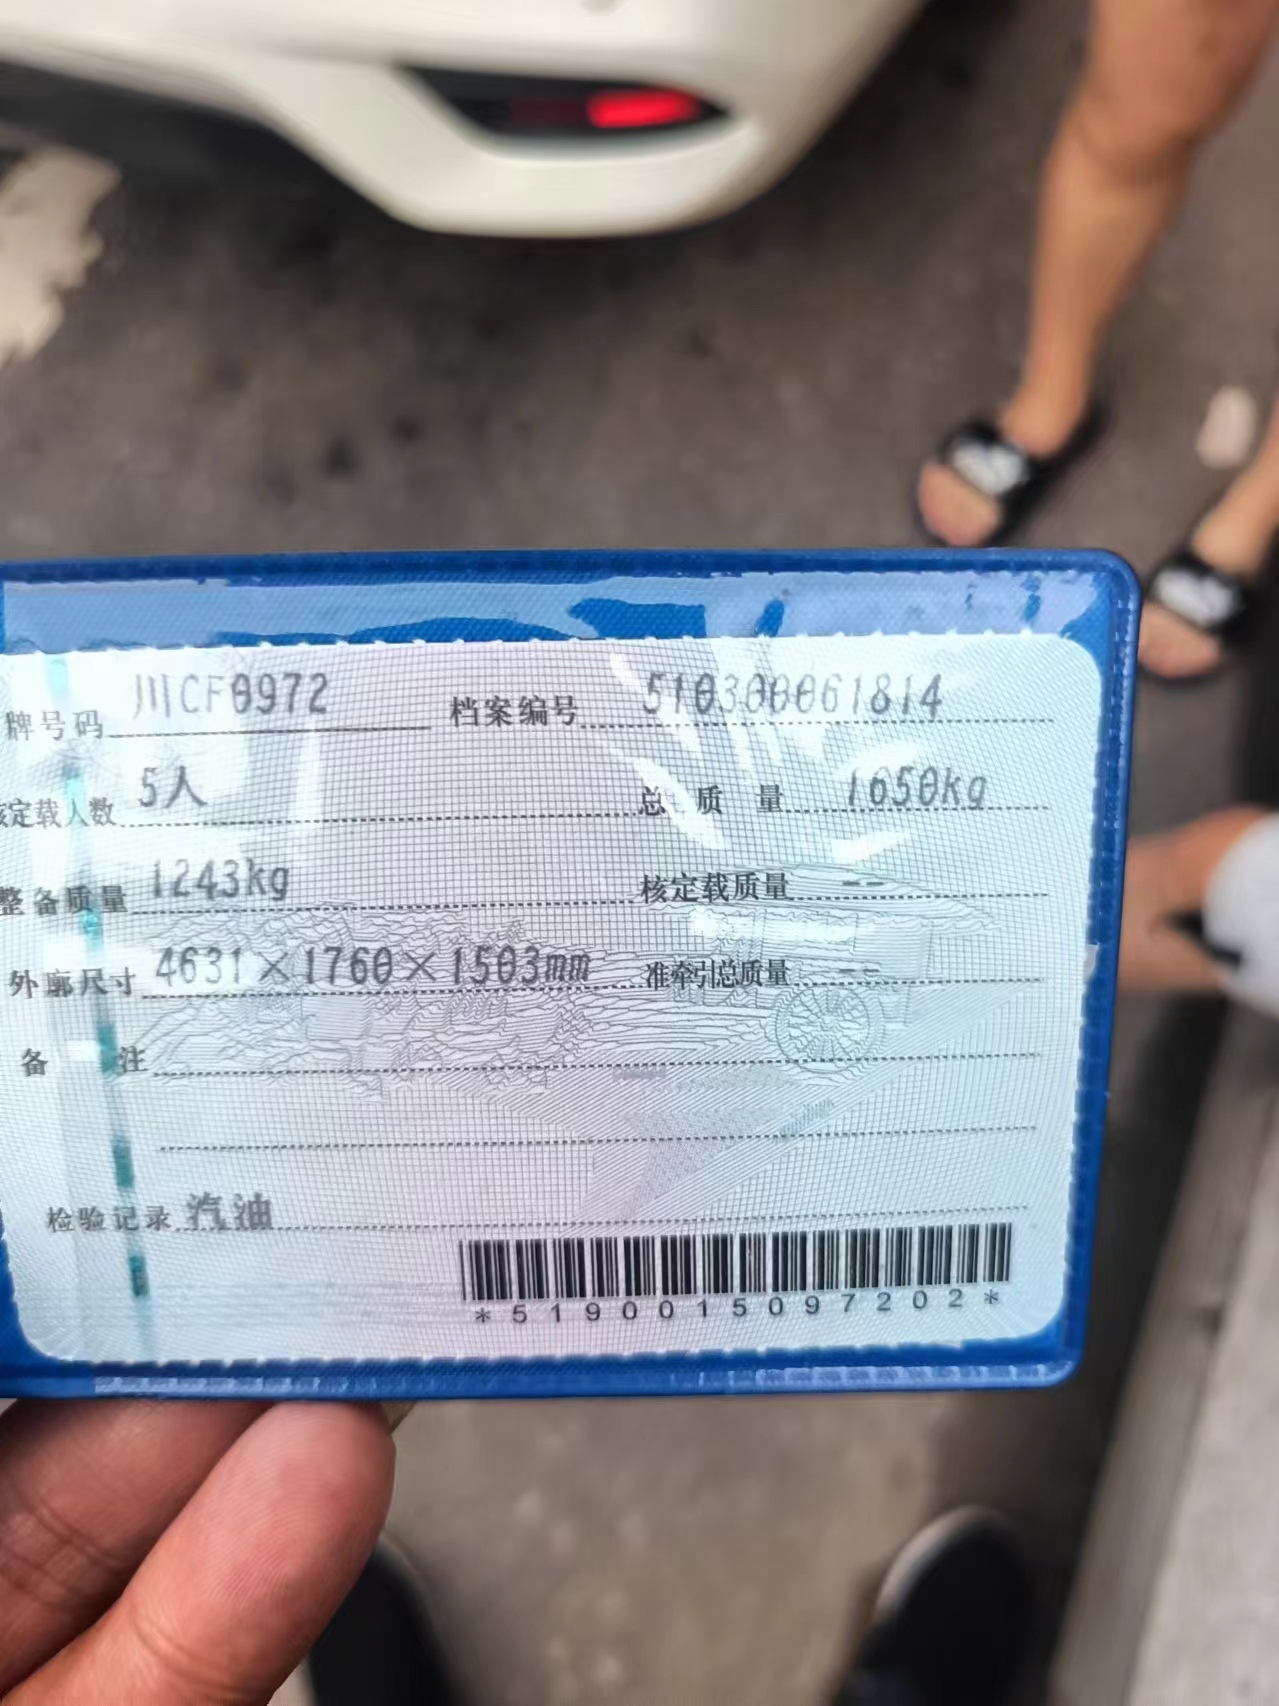 牌号码 川CF0972 档案编号 510300061814
核定载人数 5人 总质量 1650kg
整备质量 1243kg 核定载质量 --
外廓尺寸 4631×1760×1503mm 准牵引总质量 --
备注
检验记录 汽油
*5190015097202*